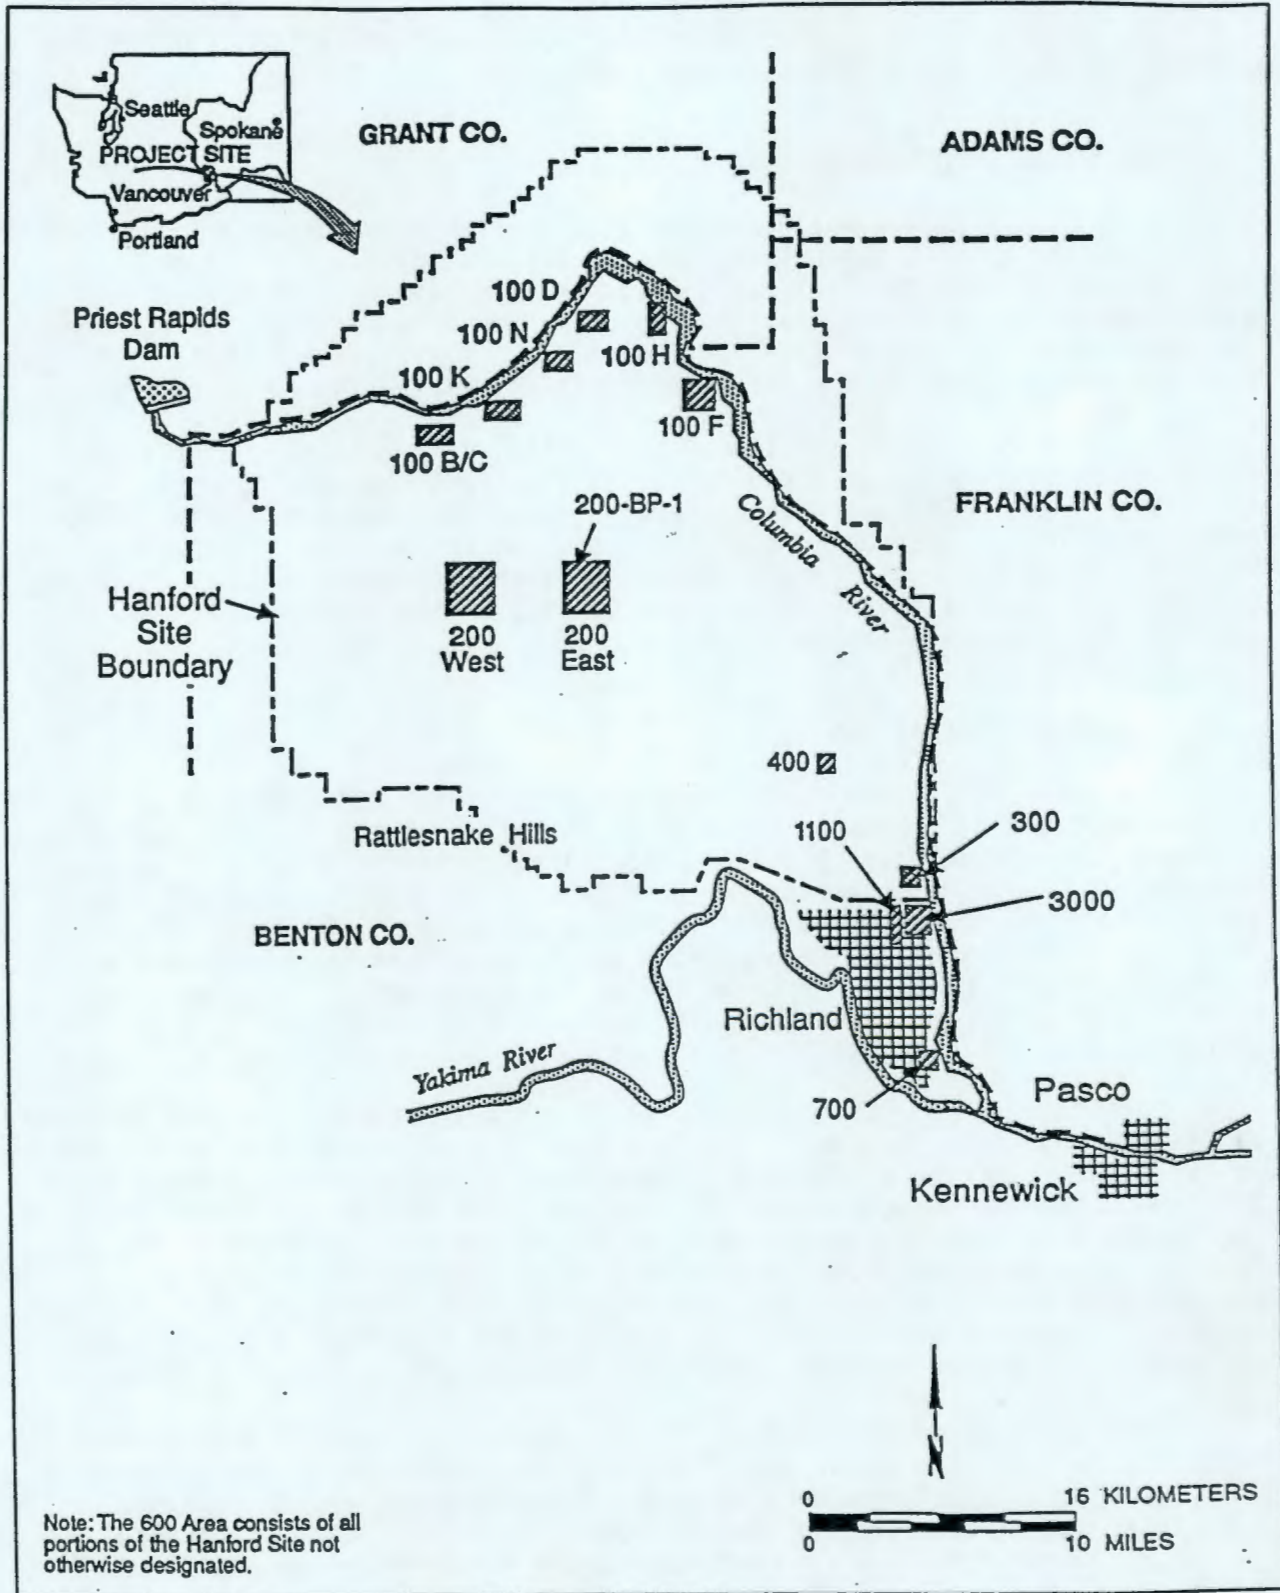 Seattle
Spokane
PROJECT SITE
Vancouver
Portland
GRANT CO.
ADAMS CO.
Priest Rapids
Dam
100 D
100 N
100 H
100 K
100 F
100 B/C
200-BP-1
Columbia
River
FRANKLIN CO.
Hanford
Site
Boundary
200
West
200
East
400
Rattlesnake Hills
1100
300
3000
BENTON CO.
Richland
Yakima River
700
Pasco
Kennewick
N
0
16 KILOMETERS
0
10 MILES
Note: The 600 Area consists of all
portions of the Hanford Site not
otherwise designated.